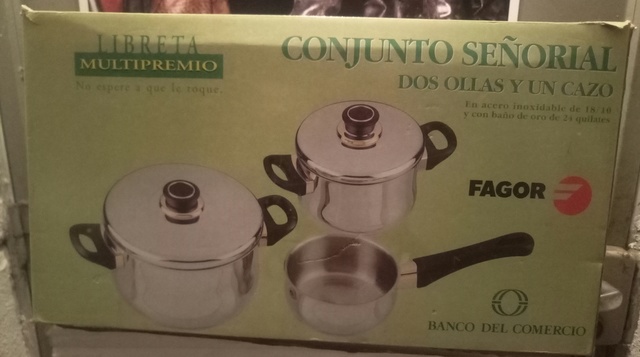 LIBRETA
MULTIPREMIO
No espere a que le toque.
CONJUNTO SEÑORIAL
DOS OLLAS Y UN CAZO
En acero inoxidable de 18/10
y con baño de oro de 24 quilates
FAGOR
BANCO DEL COMERCIO